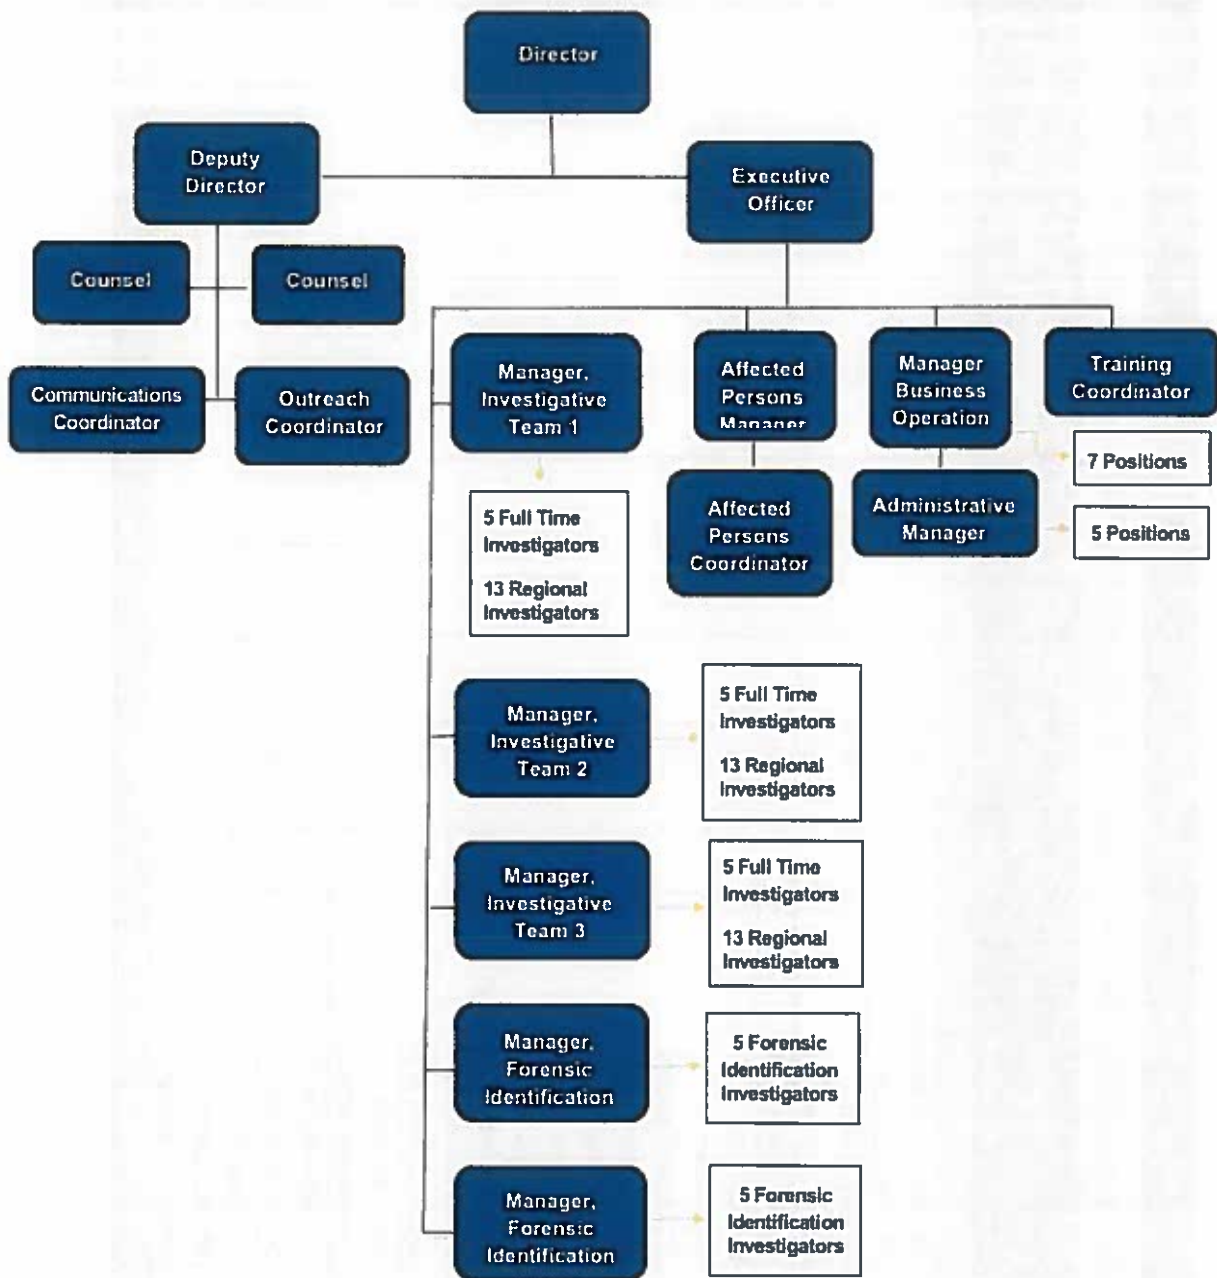 Director
Deputy
Director
Executive
Officer
Counsel
Counsel
Communications
Coordinator
Outreach
Coordinator
Manager,
Investigative
Team 1
Affected
Persons
Manager
Manager
Business
Operation
Training
Coordinator
7 Positions
5 Full Time
Investigators
13 Regional
Investigators
Affected
Persons
Coordinator
Administrative
Manager
5 Positions
Manager,
Investigative
Team 2
5 Full Time
Investigators
13 Regional
Investigators
Manager,
Investigative
Team 3
5 Full Time
Investigators
13 Regional
Investigators
Manager,
Forensic
Identification
5 Forensic
Identification
Investigators
Manager,
Forensic
Identification
5 Forensic
Identification
Investigators